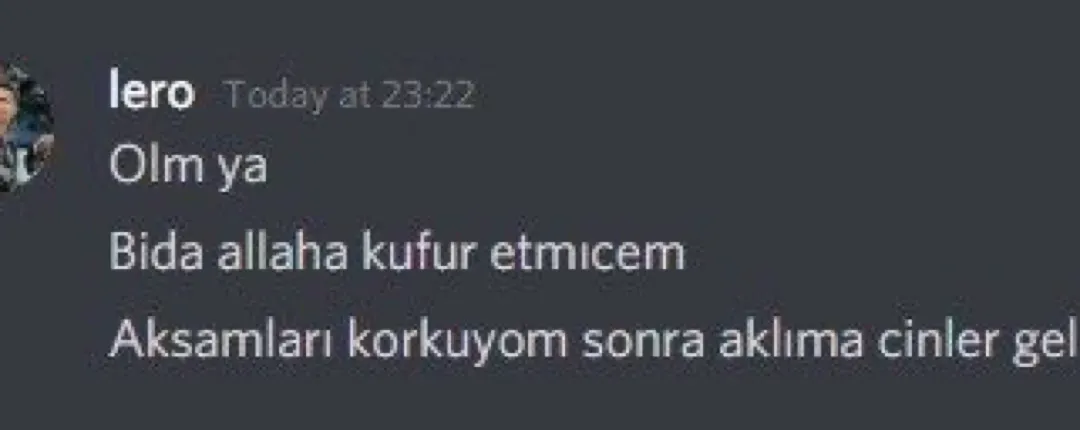 lero Today at 23:22
Olm ya
Bida allaha kufur etmıcem
Aksamları korkuyom sonra aklıma cinler gel